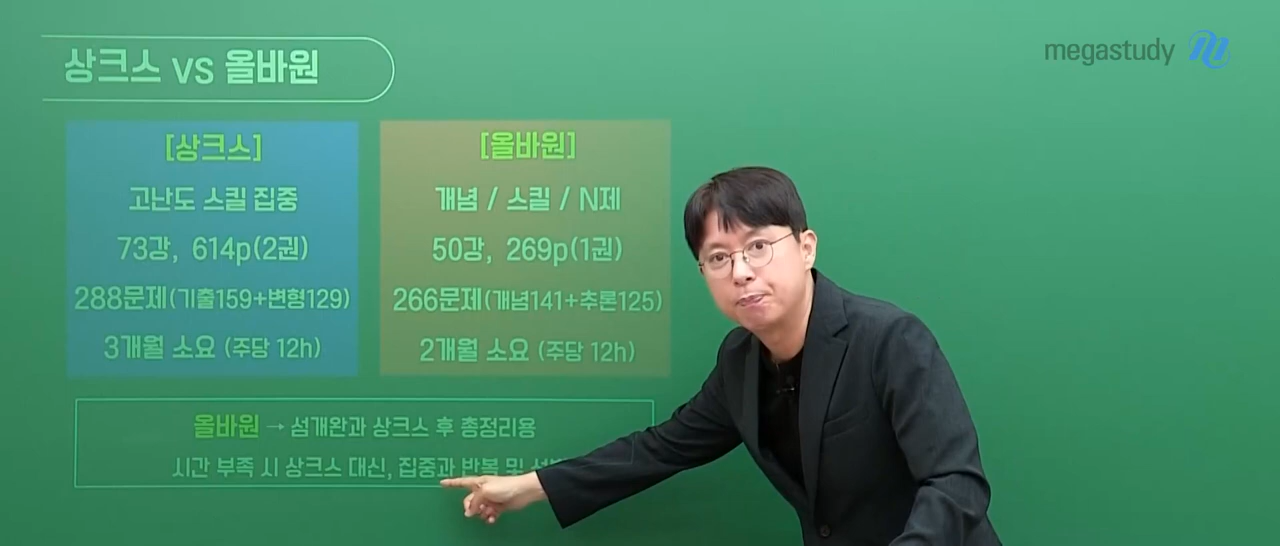 상크스 vs 올바원
megastudy
[상크스]
고난도 스킬 집중
73강, 614p(2권)
288문제(기출159+변형129)
3개월 소요 (주당 12h)
[올바원]
개념 / 스킬 / N제
50강, 269p(1권)
266문제(개념141+추론125)
2개월 소요 (주당 12h)
올바원 → 섬개완과 상크스 후 총정리용
시간 부족 시 상크스 대신, 집중과 반복 및